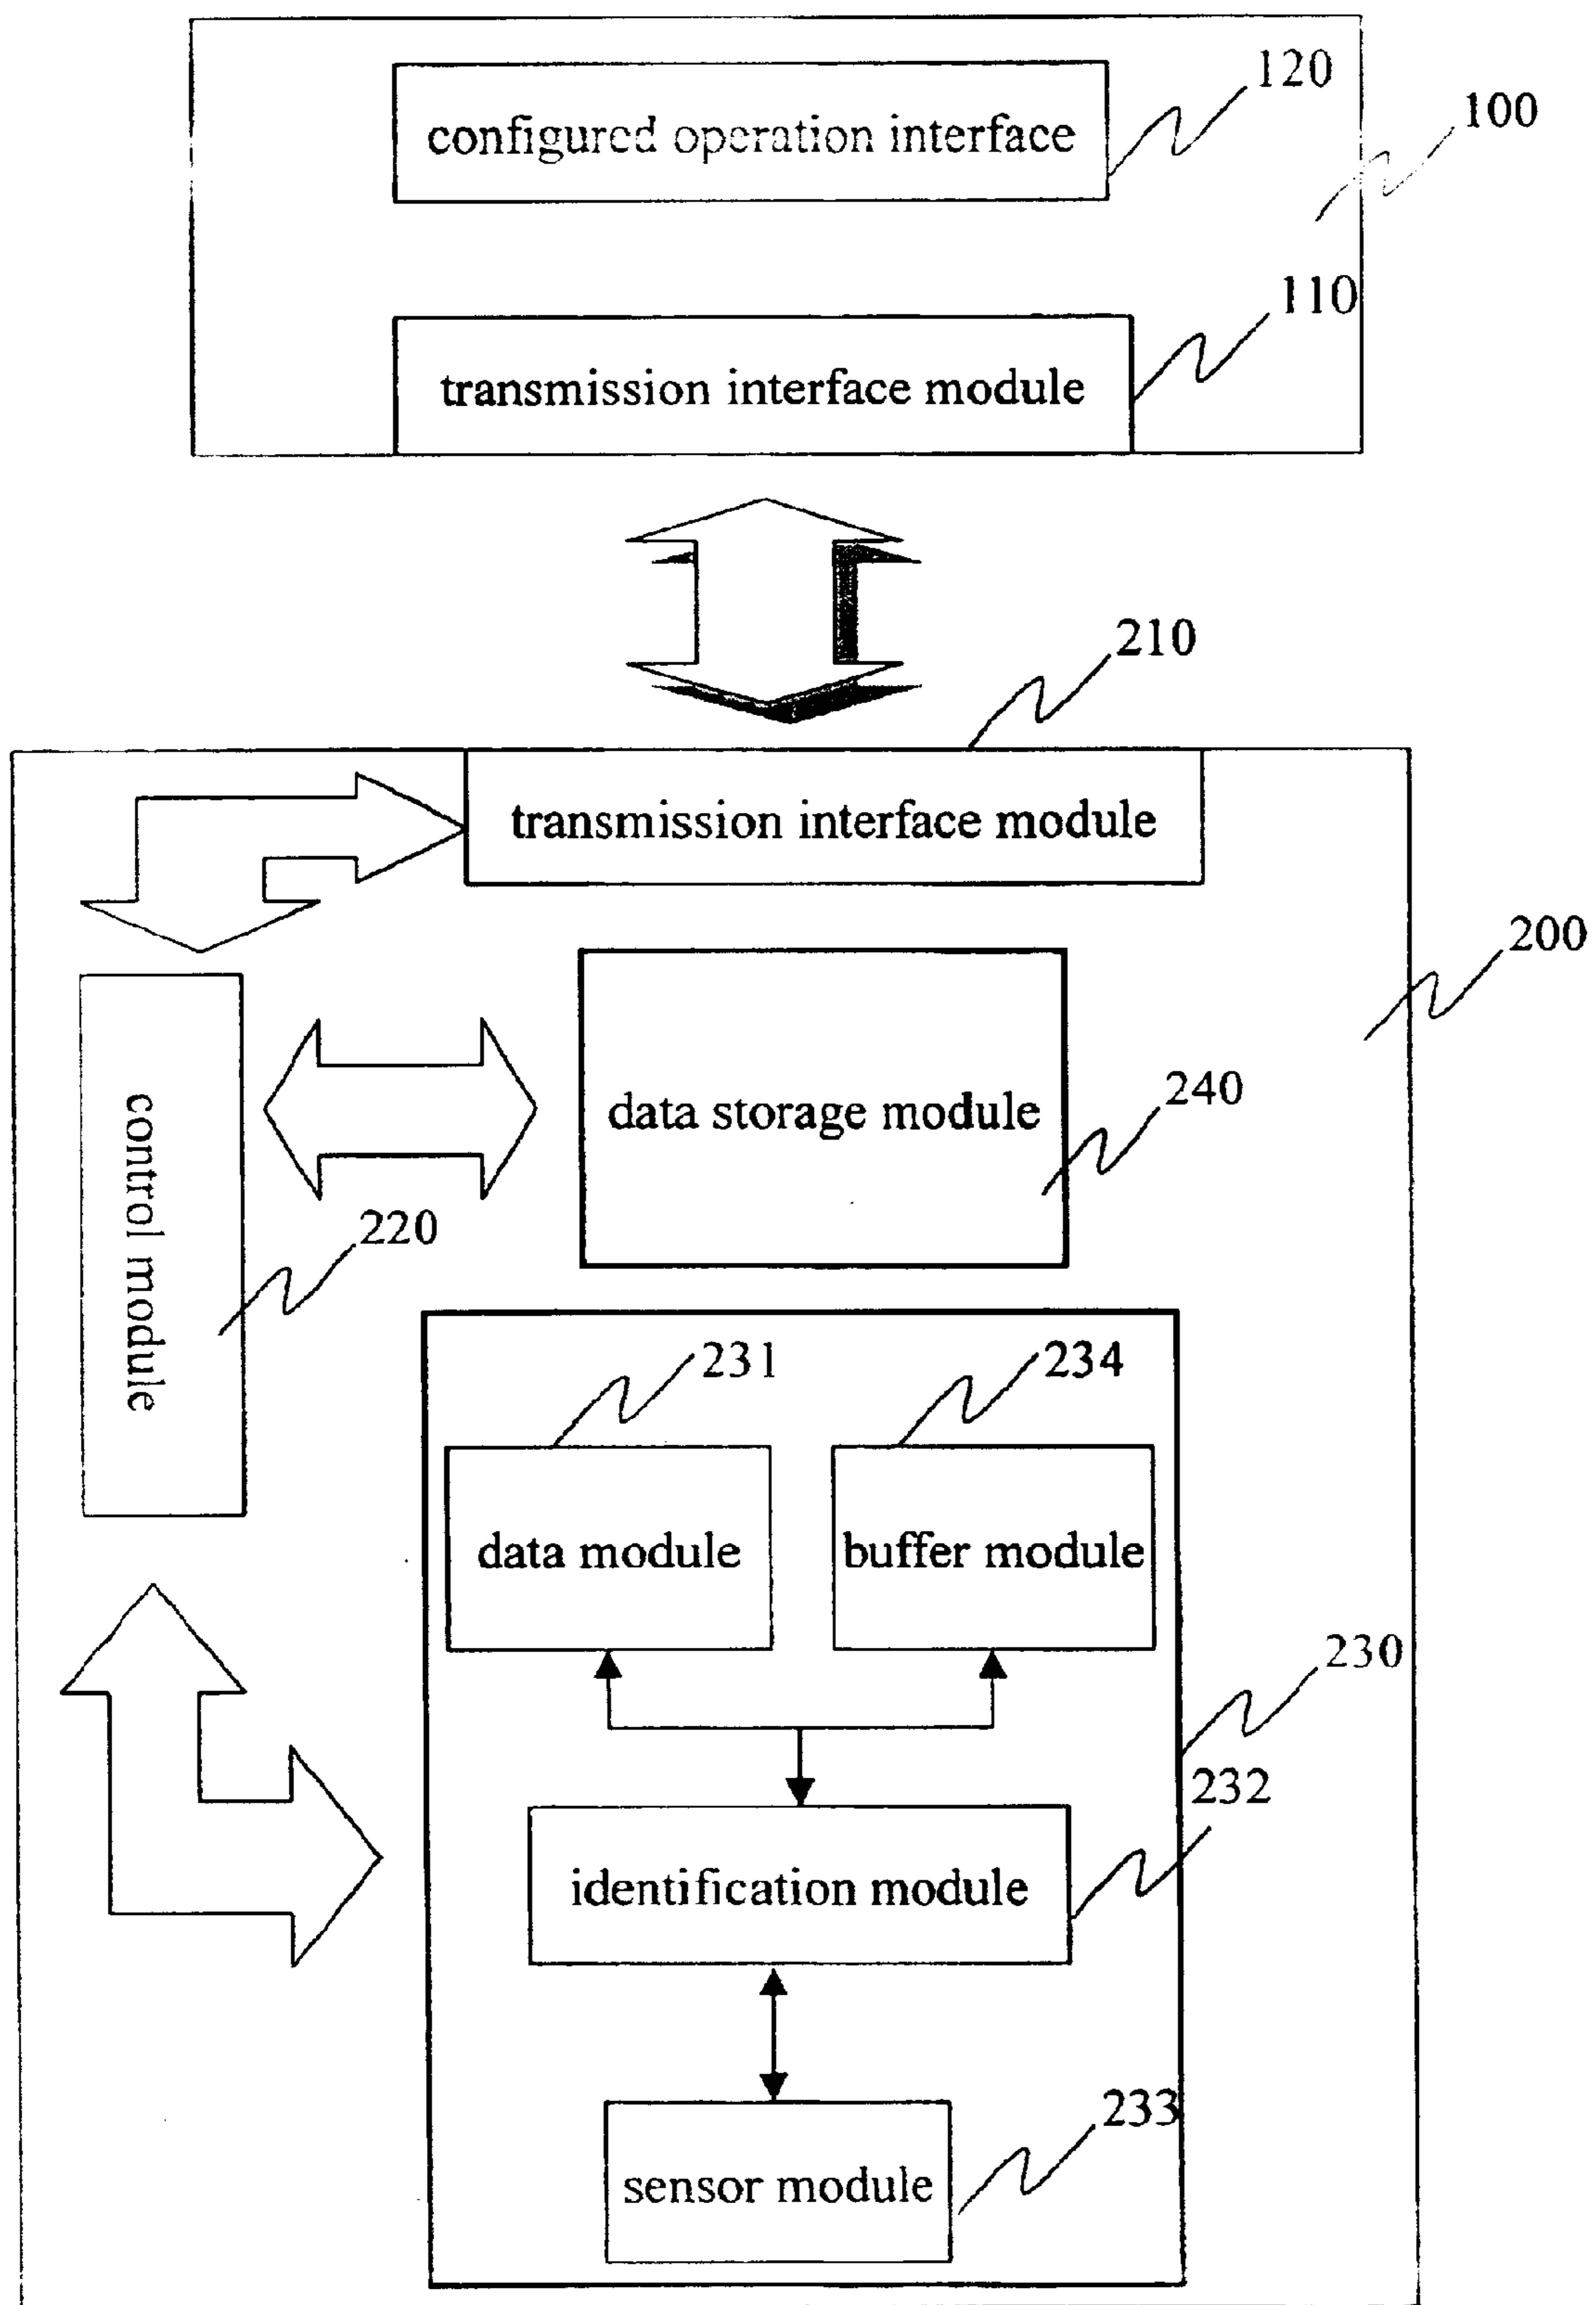 120
configured operation interface
100
110
transmission interface module
210
transmission interface module
200
data storage module
240
control module
220
231
234
data module
buffer module
230
232
identification module
233
sensor module